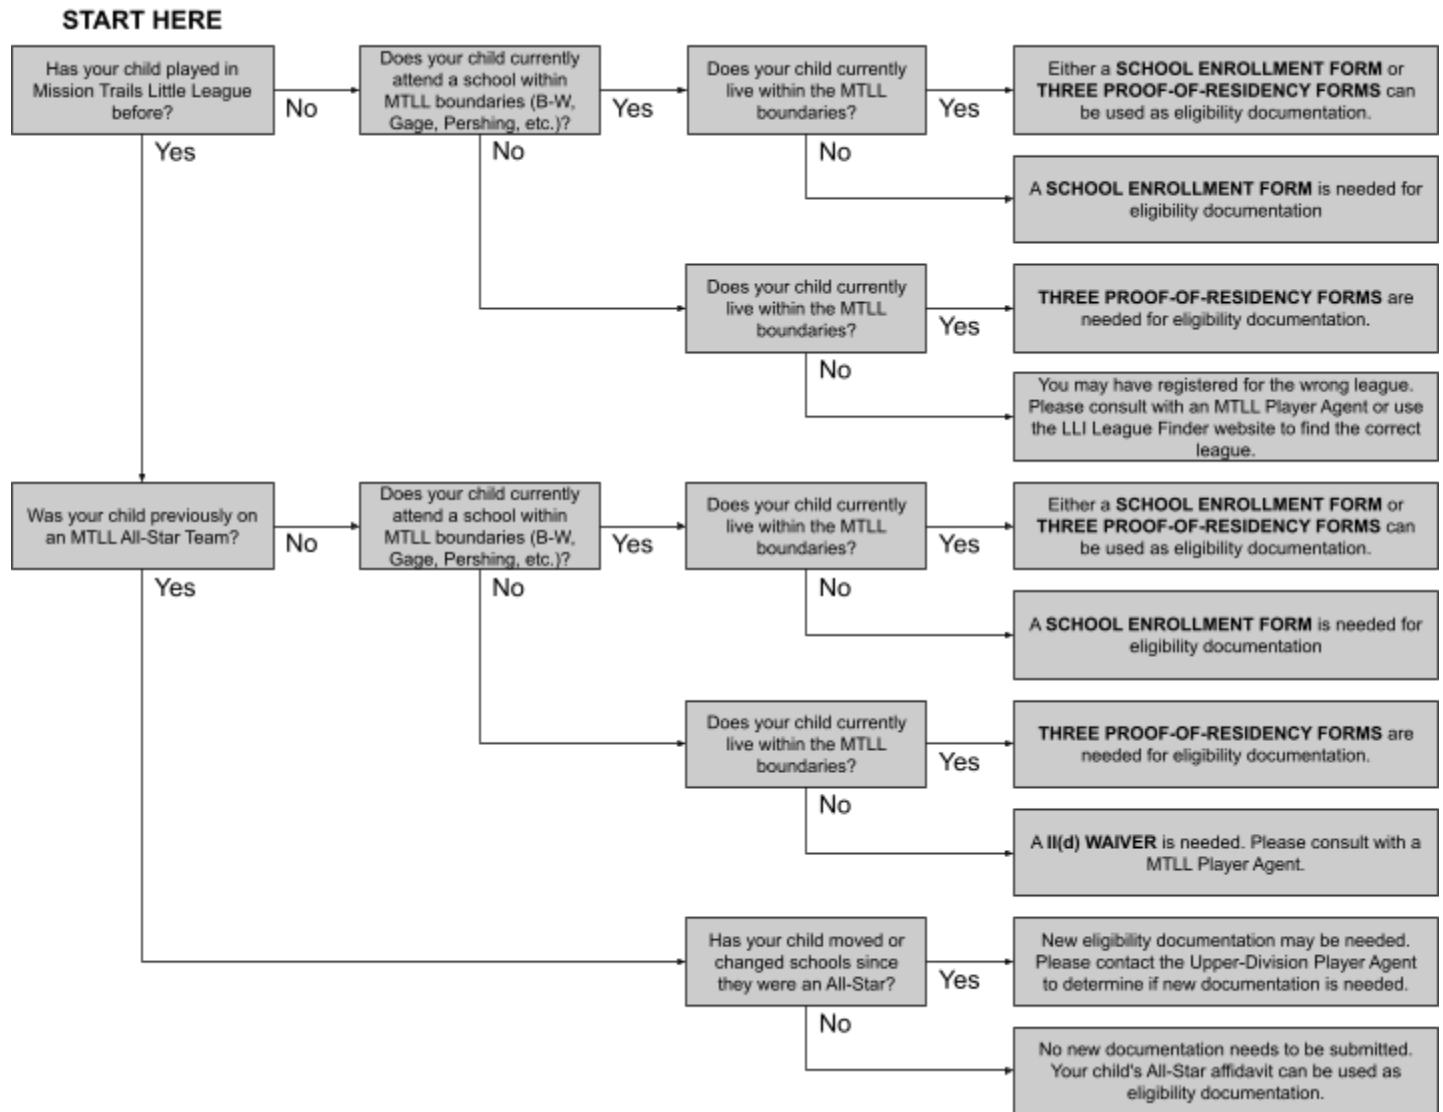 START HERE
Has your child played in
Mission Trails Little League
before?
No
Yes
Does your child currently
attend a school within
MTLL boundaries (B-W,
Gage, Pershing, etc.)?
Yes
No
Does your child currently
live within the MTLL
boundaries?
Yes
No
Either a SCHOOL ENROLLMENT FORM or
THREE PROOF-OF-RESIDENCY FORMS can
be used as eligibility documentation.
A SCHOOL ENROLLMENT FORM is needed for
eligibility documentation
Does your child currently
live within the MTLL
boundaries?
Yes
No
THREE PROOF-OF-RESIDENCY FORMS are
needed for eligibility documentation.
You may have registered for the wrong league.
Please consult with an MTLL Player Agent or use
the LLI League Finder website to find the correct
league.
Was your child previously on
an MTLL All-Star Team?
No
Yes
Does your child currently
attend a school within
MTLL boundaries (B-W,
Gage, Pershing, etc.)?
Yes
No
Does your child currently
live within the MTLL
boundaries?
Yes
No
Either a SCHOOL ENROLLMENT FORM or
THREE PROOF-OF-RESIDENCY FORMS can
be used as eligibility documentation.
A SCHOOL ENROLLMENT FORM is needed for
eligibility documentation
Does your child currently
live within the MTLL
boundaries?
Yes
No
THREE PROOF-OF-RESIDENCY FORMS are
needed for eligibility documentation.
A II(d) WAIVER is needed. Please consult with a
MTLL Player Agent.
Has your child moved or
changed schools since
they were an All-Star?
Yes
No
New eligibility documentation may be needed.
Please contact the Upper-Division Player Agent
to determine if new documentation is needed.
No new documentation needs to be submitted.
Your child's All-Star affidavit can be used as
eligibility documentation.